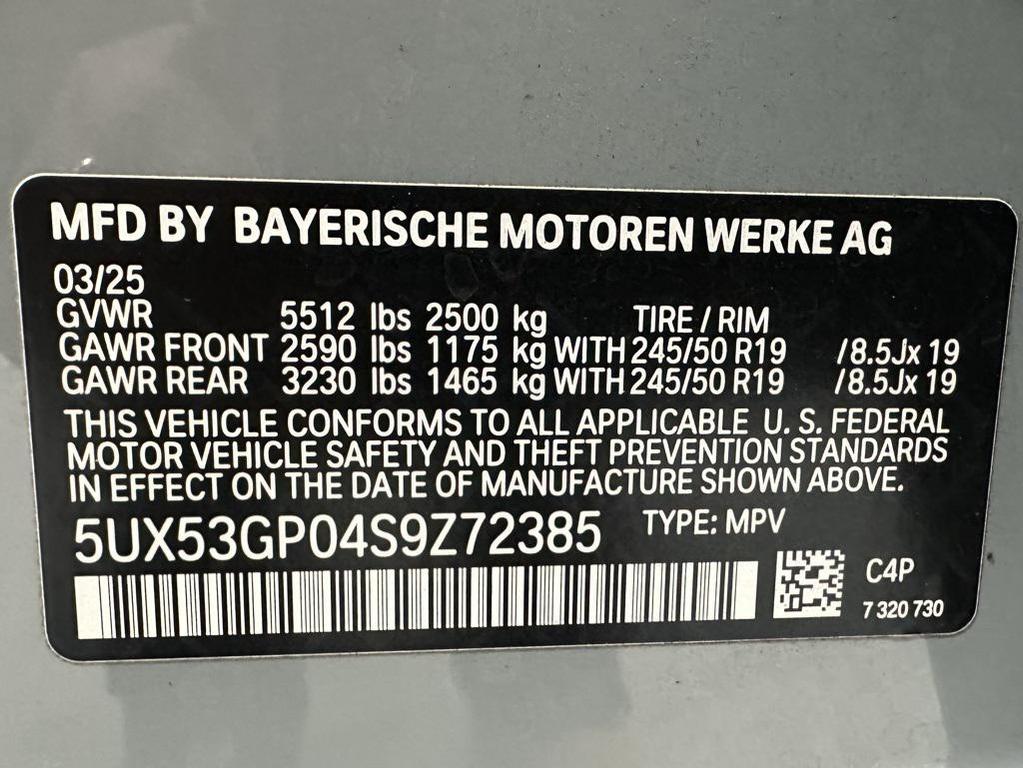 MFD BY BAYERISCHE MOTOREN WERKE AG
03/25
GVWR 5512 lbs 2500 kg TIRE / RIM
GAWR FRONT 2590 lbs 1175 kg WITH 245/50 R19 /8.5Jx 19
GAWR REAR 3230 lbs 1465 kg WITH 245/50 R19 /8.5Jx 19
THIS VEHICLE CONFORMS TO ALL APPLICABLE U. S. FEDERAL
MOTOR VEHICLE SAFETY AND THEFT PREVENTION STANDARDS
IN EFFECT ON THE DATE OF MANUFACTURE SHOWN ABOVE.
5UX53GP04S9Z72385 TYPE: MPV
C4P
7 320 730